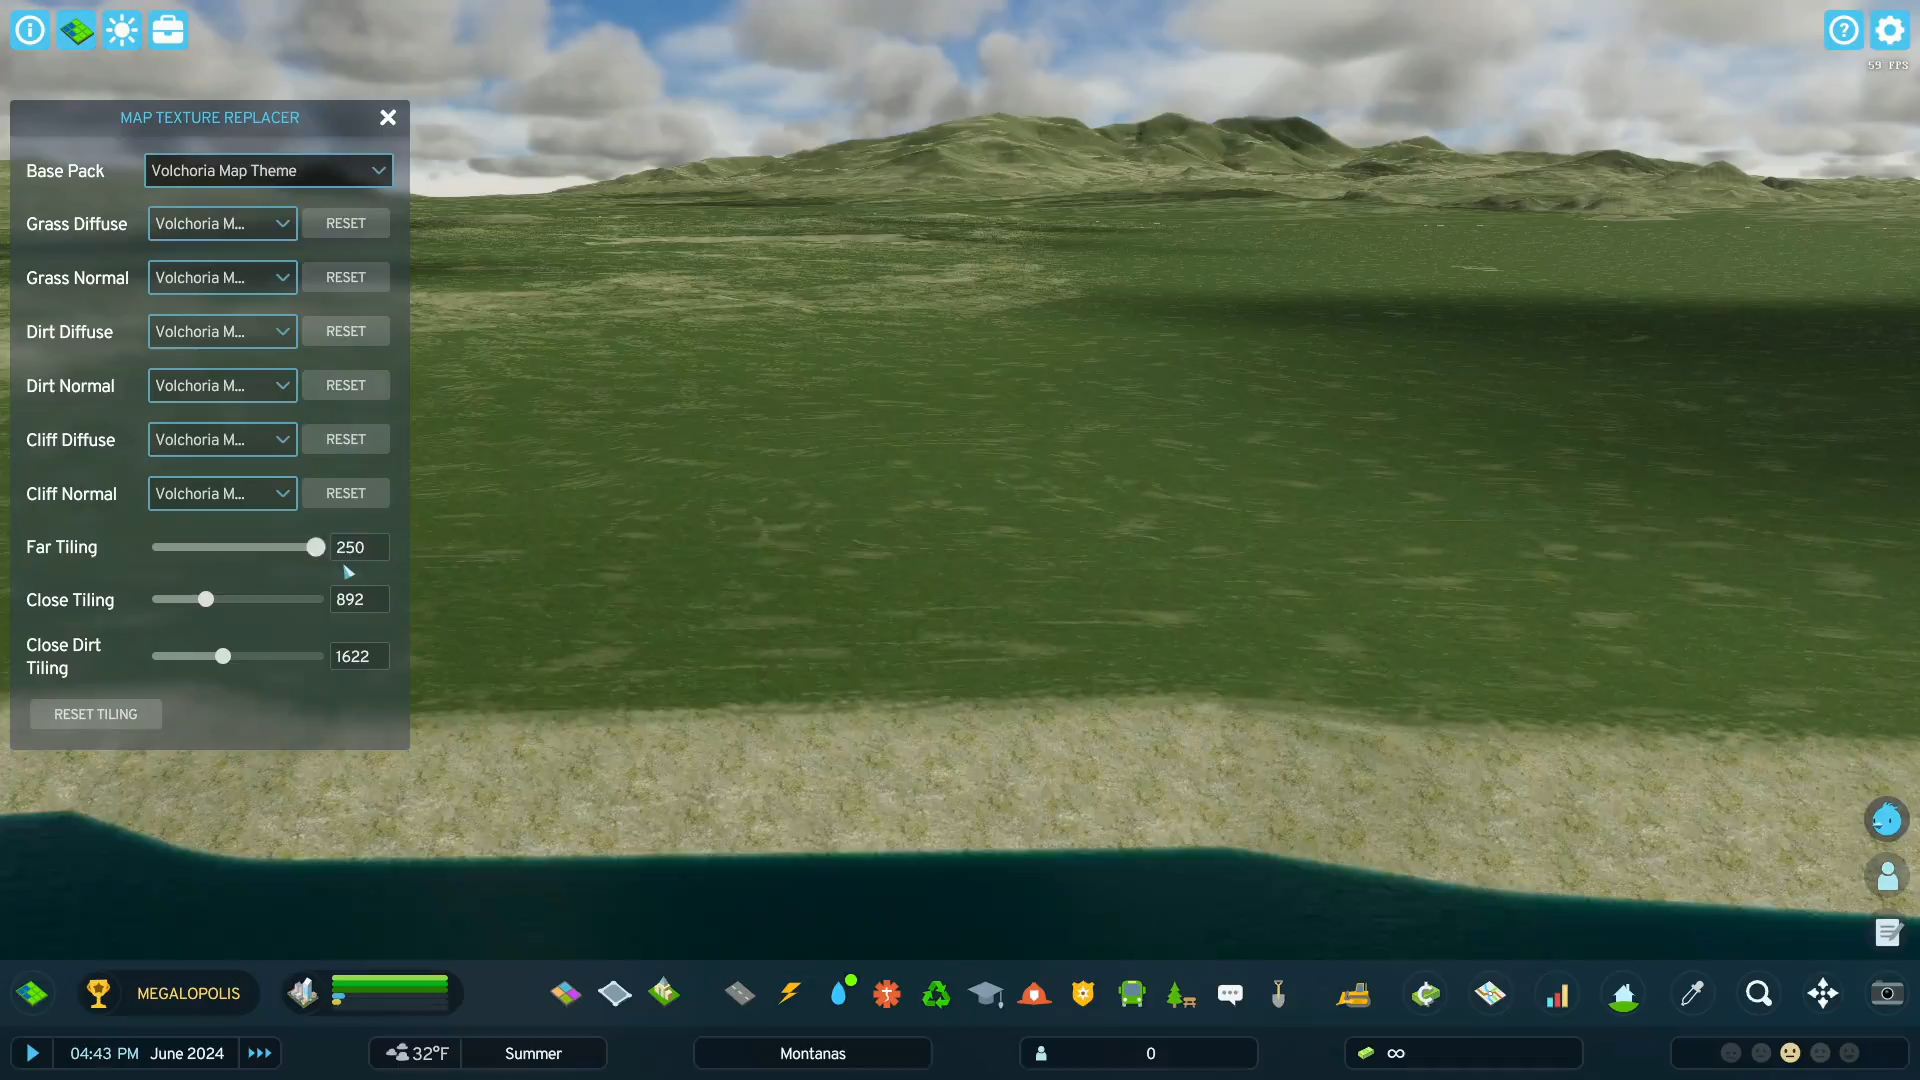 59 FPS
MAP TEXTURE REPLACER
Base Pack Volchoria Map Theme
Grass Diffuse Volchoria M... RESET
Grass Normal Volchoria M... RESET
Dirt Diffuse Volchoria M... RESET
Dirt Normal Volchoria M... RESET
Cliff Diffuse Volchoria M... RESET
Cliff Normal Volchoria M... RESET
Far Tiling 250
Close Tiling 892
Close Dirt
Tiling 1622
RESET TILING
MEGALOPOLIS
04:43 PM June 2024 32°F Summer Montanas 0 ∞